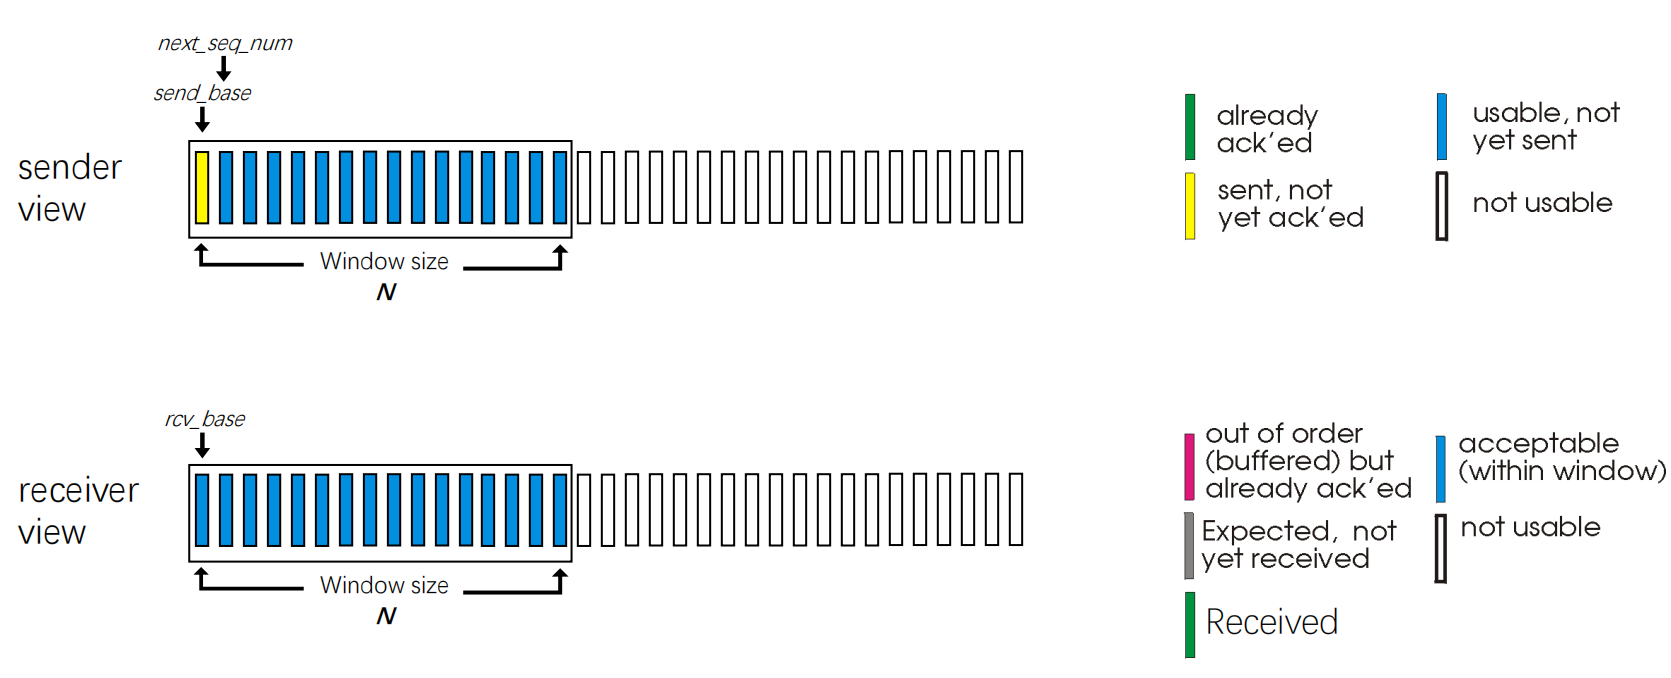 next_seq_num
send_base
sender
view
Window size
N
already
ack'ed
usable, not
yet sent
sent, not
yet ack'ed
not usable
rcv_base
receiver
view
Window size
N
out of order
(buffered) but
already ack'ed
acceptable
(within window)
Expected, not
yet received
not usable
Received